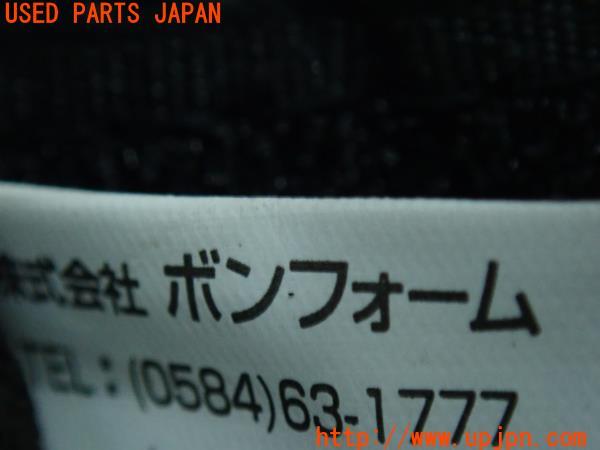 USED PARTS JAPAN
株式会社 ボンフォーム
TEL:(0584)63-1777
http://www.upjpn.com